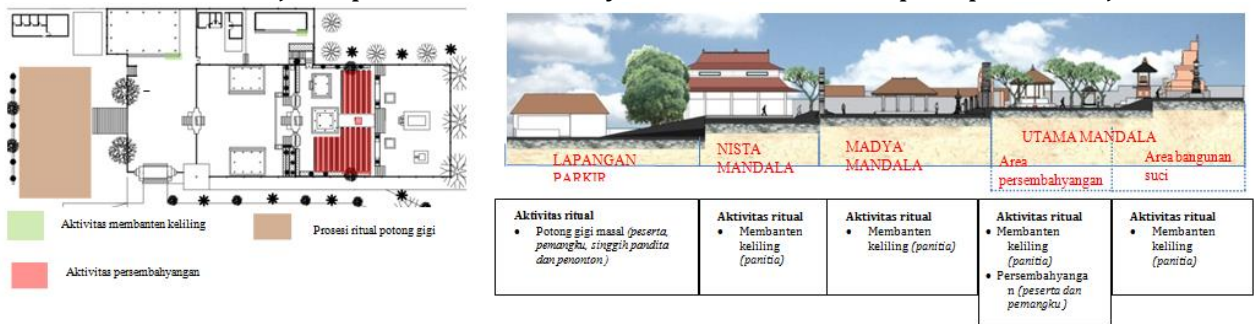 Aktivitas membanten keliling
Prosesi ritual potong gigi
Aktivitas persembahyangan
LAPANGAN
PARKIR
NISTA
MANDALA
MADYA
MANDALA
UTAMA MANDALA
Area
persembahyangan
Area bangunan
suci
Aktivitas ritual
• Potong gigi masal (peserta,
pemangku, singgih pandita
dan penonton )
Aktivitas ritual
• Membanten
keliling
(panitia)
Aktivitas ritual
• Membanten
keliling (panitia)
Aktivitas ritual
• Membanten
keliling
(panitia)
• Persembahyanga
n (peserta dan
pemangku )
Aktivitas ritual
• Membanten
keliling
(panitia)